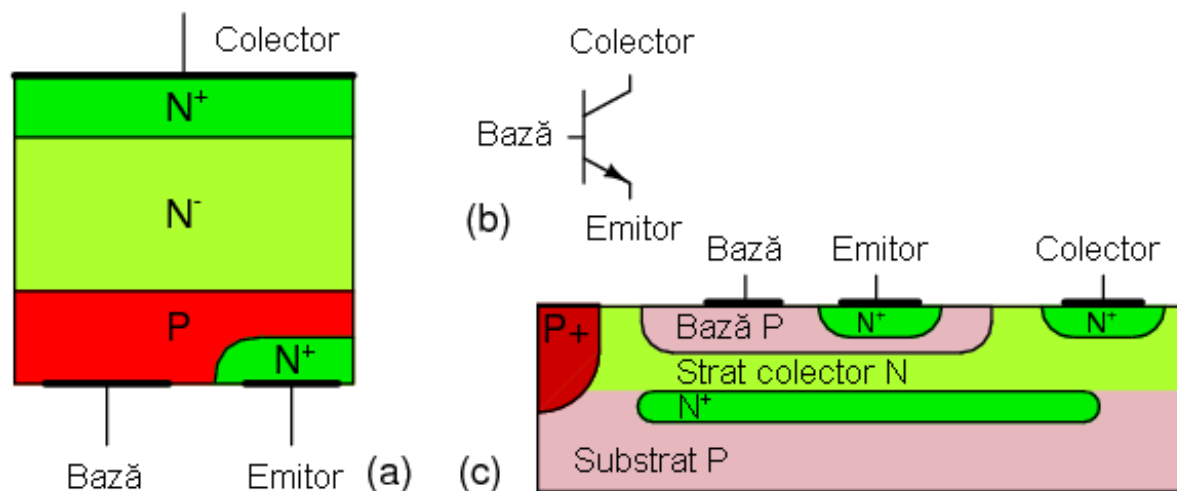 Colector
N⁺
N⁻
P
N⁺
Bază
Emitor
(a)
Colector
Bază
Emitor
(b)
Bază
Emitor
Colector
P+
Bază P
N⁺
N⁺
Strat colector N
N⁺
Substrat P
(c)